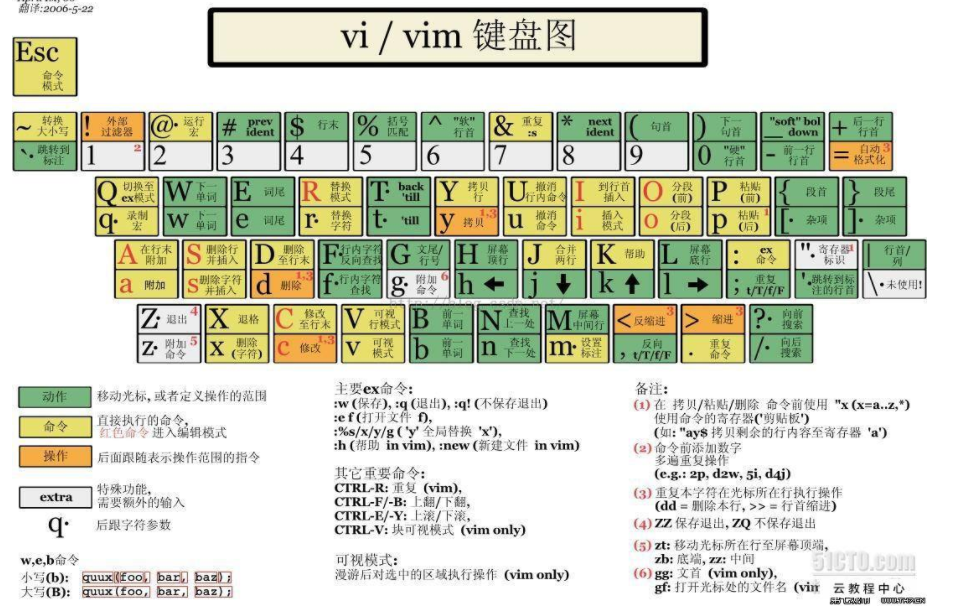 翻译:2006-5-22
vi / vim 键盘图
Esc
命令
模式
~ 转换大小写
! 外部过滤器
@· 运行宏
# prev ident
$ 行末
% 括号匹配
^ "软"行首
& 重复 :s
* next ident
( 句首
) 下一句首
"soft" bol down
+ 后一行行首
`· 跳转到标注
1 2
2
3
4
5
6
7
8
9
0 "硬"行首
- 前一行行首
= 自动格式化 3
Q 切换至ex模式
W 下一单词
E 词尾
R 替换模式
T· back 'till
Y 拷贝行
U 撤消行内命令
I 到行首插入
O 分段(前)
P 粘贴(前)
{ 段首
} 段尾
q· 录制宏
w 下一单词
e 词尾
r· 替换字符
t· 'till
y 拷贝 1,3
u 撤消命令
i 插入模式
o 分段(后)
p 粘贴(后) 1
[· 杂项
]· 杂项
A 在行末附加
S 删除行并插入
D 删除至行末
F· 行内字符反向查找
G 文尾/行号
H 屏幕顶行
J 合并两行
K 帮助
L 屏幕底行
: ex 命令
"· 寄存器标识 1
| 行首/列
a 附加
s 删除字符并插入
d 删除 1,3
f· 行内字符查找
g· 附加命令 6
h ←
j ↓
k ↑
l →
; 重复 t/T/f/F
'· 跳转到标注的行首
\· 未使用!
Z· 退出 4
X 退格
C 修改至行末
V 可视行模式
B 前一单词
N 查找上一处
M 屏幕中间行
< 反缩进 3
> 缩进 3
?· 向前搜索
z· 附加命令 5
x 删除(字符)
c 修改 1,3
v 可视模式
b 前一单词
n 查找下一处
m· 设置标注
, 反向 t/T/f/F
. 重复命令
/· 向后搜索
动作 移动光标, 或者定义操作的范围
命令 直接执行的命令,
红色命令 进入编辑模式
操作 后面跟随表示操作范围的指令
extra 特殊功能,
需要额外的输入
q· 后跟字符参数
w,e,b命令
小写(b): quux(foo, bar, baz);
大写(B): quux(foo, bar, baz);
主要ex命令:
:w (保存), :q (退出), :q! (不保存退出)
:e f (打开文件 f),
:%s/x/y/g ( 'y' 全局替换 'x'),
:h (帮助 in vim), :new (新建文件 in vim)
其它重要命令:
CTRL-R: 重复 (vim),
CTRL-F/-B: 上翻/下翻,
CTRL-E/-Y: 上滚/下滚,
CTRL-V: 块可视模式 (vim only)
可视模式:
漫游后对选中的区域执行操作 (vim only)
备注:
(1) 在 拷贝/粘贴/删除 命令前使用 "x (x=a..z,*)
使用命令的寄存器('剪贴板')
(如: "ay$ 拷贝剩余的行内容至寄存器 'a')
(2) 命令前添加数字
多遍重复操作
(e.g.: 2p, d2w, 5i, d4j)
(3) 重复本字符在光标所在行执行操作
(dd = 删除本行, >> = 行首缩进)
(4) ZZ 保存退出, ZQ 不保存退出
(5) zt: 移动光标所在行至屏幕顶端,
zb: 底端, zz: 中间
(6) gg: 文首 (vim only),
gf: 打开光标处的文件名 (vim
51CTO.com
云教程中心